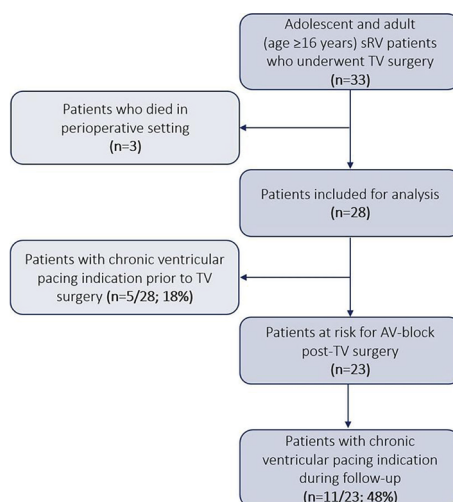 Adolescent and adult
(age ≥16 years) sRV patients
who underwent TV surgery
(n=33)
Patients who died in
perioperative setting
(n=3)
Patients included for analysis
(n=28)
Patients with chronic ventricular
pacing indication prior to TV
surgery (n=5/28; 18%)
Patients at risk for AV-block
post-TV surgery
(n=23)
Patients with chronic
ventricular pacing indication
during follow-up
(n=11/23; 48%)